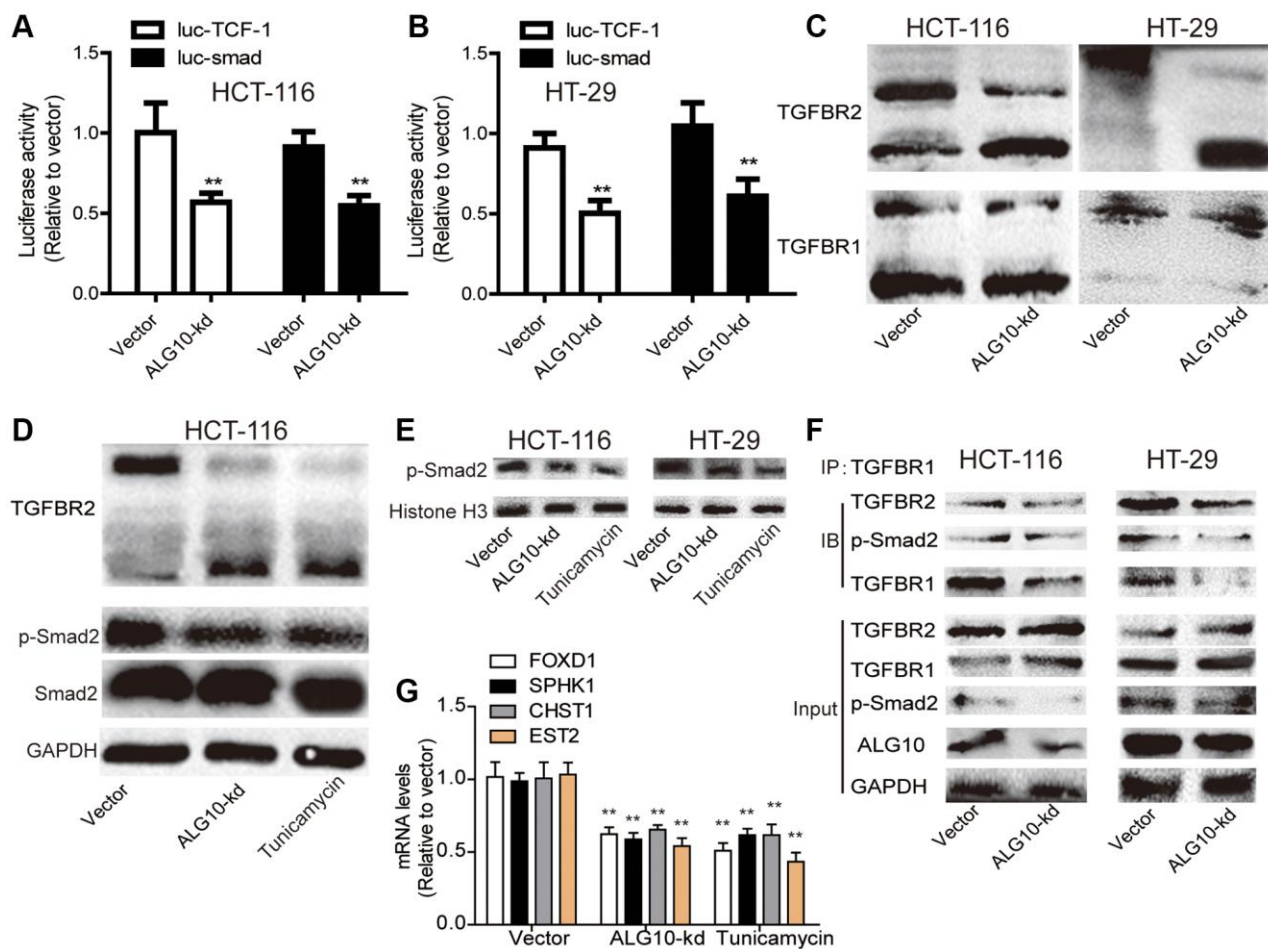 A
luc-TCF-1
luc-smad
HCT-116
Luciferase activity
(Relative to vector)
1.5
1.0
0.5
0.0
**
**
Vector
ALG10-kd
Vector
ALG10-kd
B
luc-TCF-1
luc-smad
HT-29
Luciferase activity
(Relative to vector)
1.5
1.0
0.5
0.0
**
**
Vector
ALG10-kd
Vector
ALG10-kd
C
HCT-116
HT-29
TGFBR2
TGFBR1
Vector
ALG10-kd
Vector
ALG10-kd
D
HCT-116
TGFBR2
p-Smad2
Smad2
GAPDH
Vector
ALG10-kd
Tunicamycin
E
HCT-116
HT-29
p-Smad2
Histone H3
Vector
ALG10-kd
Tunicamycin
Vector
ALG10-kd
Tunicamycin
F
HCT-116
HT-29
IP: TGFBR1
IB
TGFBR2
p-Smad2
TGFBR1
Input
TGFBR2
TGFBR1
p-Smad2
ALG10
GAPDH
Vector
ALG10-kd
Vector
ALG10-kd
G
FOXD1
SPHK1
CHST1
EST2
mRNA levels
(Relative to vector)
1.5
1.0
0.5
0.0
** ** ** **
** ** ** **
Vector
ALG10-kd
Tunicamycin